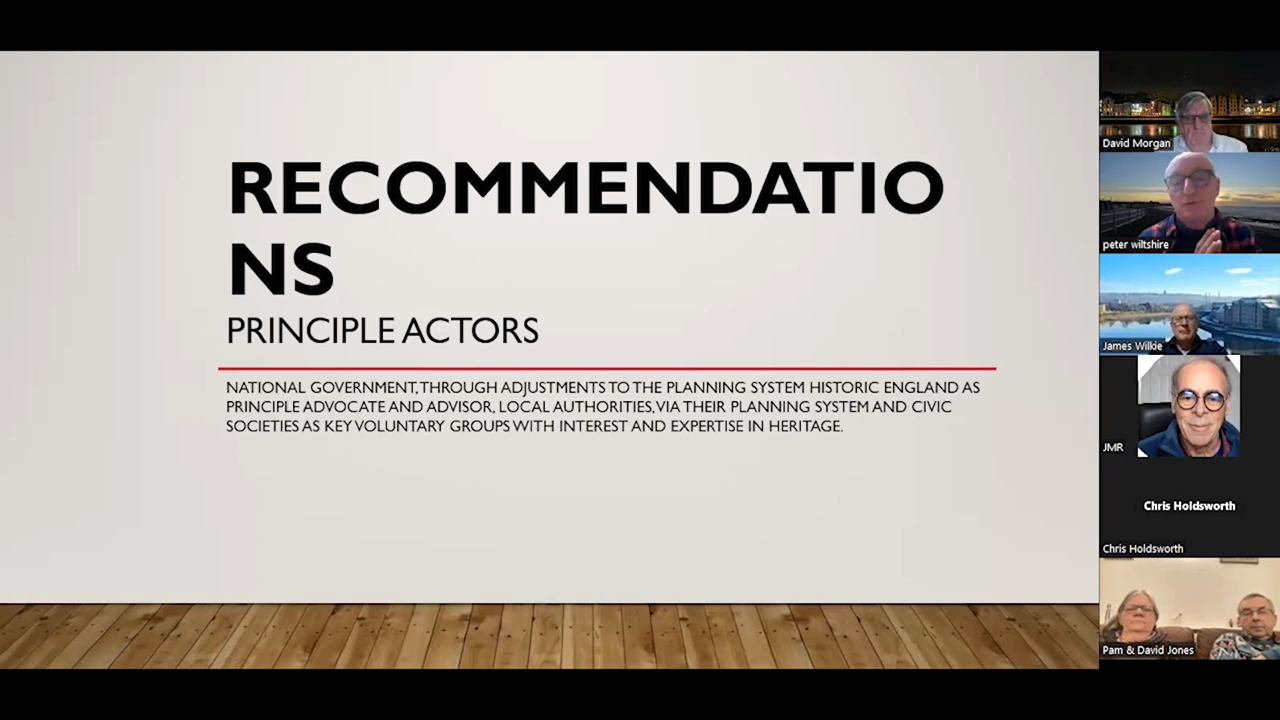 RECOMMENDATIO
NS
PRINCIPLE ACTORS
NATIONAL GOVERNMENT, THROUGH ADJUSTMENTS TO THE PLANNING SYSTEM HISTORIC ENGLAND AS
PRINCIPLE ADVOCATE AND ADVISOR, LOCAL AUTHORITIES, VIA THEIR PLANNING SYSTEM AND CIVIC
SOCIETIES AS KEY VOLUNTARY GROUPS WITH INTEREST AND EXPERTISE IN HERITAGE.
David Morgan
peter wiltshire
James Wilkie
JMR
Chris Holdsworth
Chris Holdsworth
Pam & David Jones